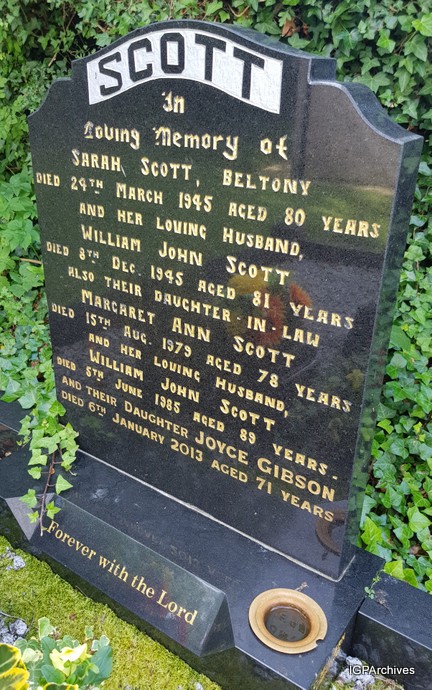 SCOTT
In
Loving Memory of
SARAH SCOTT, BELTONY
DIED 24TH MARCH 1945 AGED 80 YEARS
AND HER LOVING HUSBAND,
WILLIAM JOHN SCOTT
DIED 8TH DEC. 1945 AGED 81 YEARS
ALSO THEIR DAUGHTER-IN-LAW
MARGARET ANN SCOTT
DIED 15TH AUG. 1979 AGED 78 YEARS
AND HER LOVING HUSBAND,
WILLIAM JOHN SCOTT
DIED 5TH JUNE 1985 AGED 89 YEARS.
AND THEIR DAUGHTER JOYCE GIBSON
DIED 6TH JANUARY 2013 AGED 71 YEARS
Forever with the Lord
IGPArchives